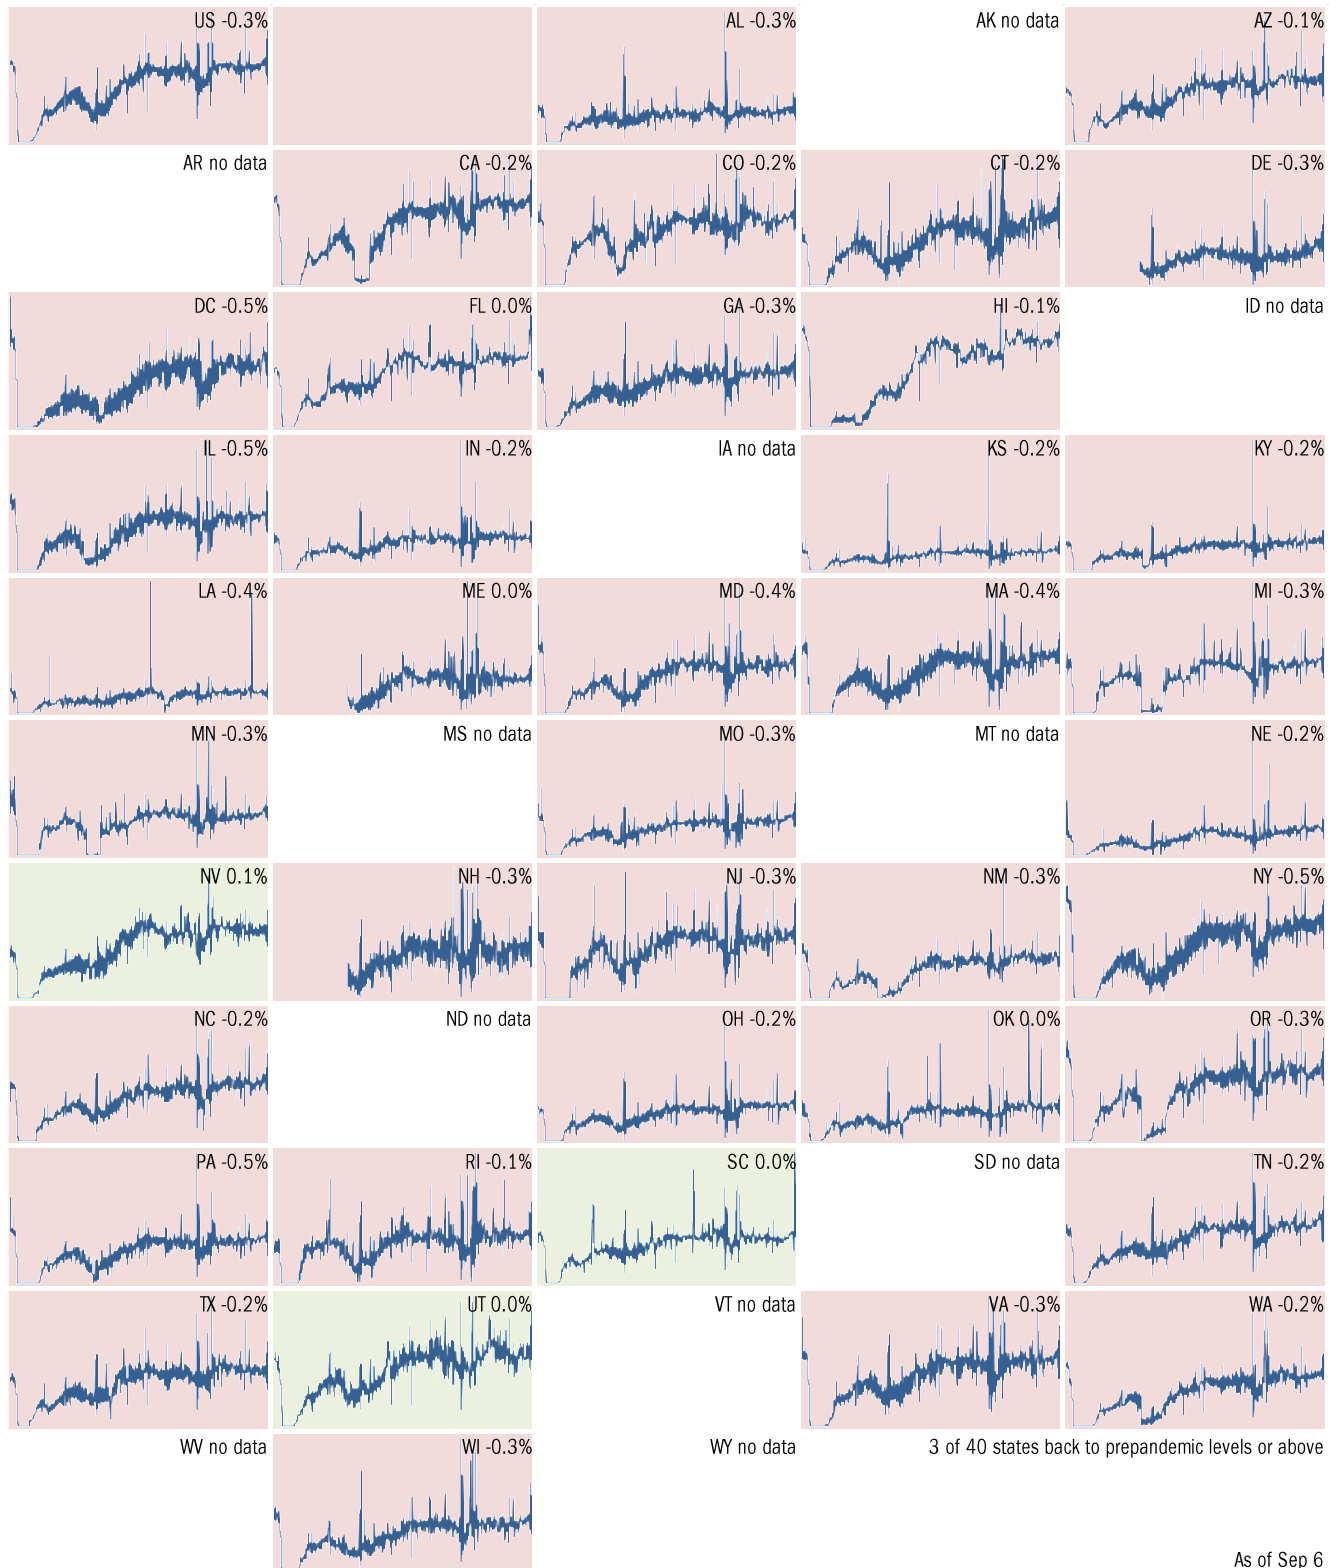 US -0.3%
AL -0.3%
AK no data
AZ -0.1%
AR no data
CA -0.2%
CO -0.2%
CT -0.2%
DE -0.3%
DC -0.5%
FL 0.0%
GA -0.3%
HI -0.1%
ID no data
IL -0.5%
IN -0.2%
IA no data
KS -0.2%
KY -0.2%
LA -0.4%
ME 0.0%
MD -0.4%
MA -0.4%
MI -0.3%
MN -0.3%
MS no data
MO -0.3%
MT no data
NE -0.2%
NV 0.1%
NH -0.3%
NJ -0.3%
NM -0.3%
NY -0.5%
NC -0.2%
ND no data
OH -0.2%
OK 0.0%
OR -0.3%
PA -0.5%
RI -0.1%
SC 0.0%
SD no data
TN -0.2%
TX -0.2%
UT 0.0%
VT no data
VA -0.3%
WA -0.2%
WV no data
WI -0.3%
WY no data
3 of 40 states back to prepandemic levels or above
As of Sep 6